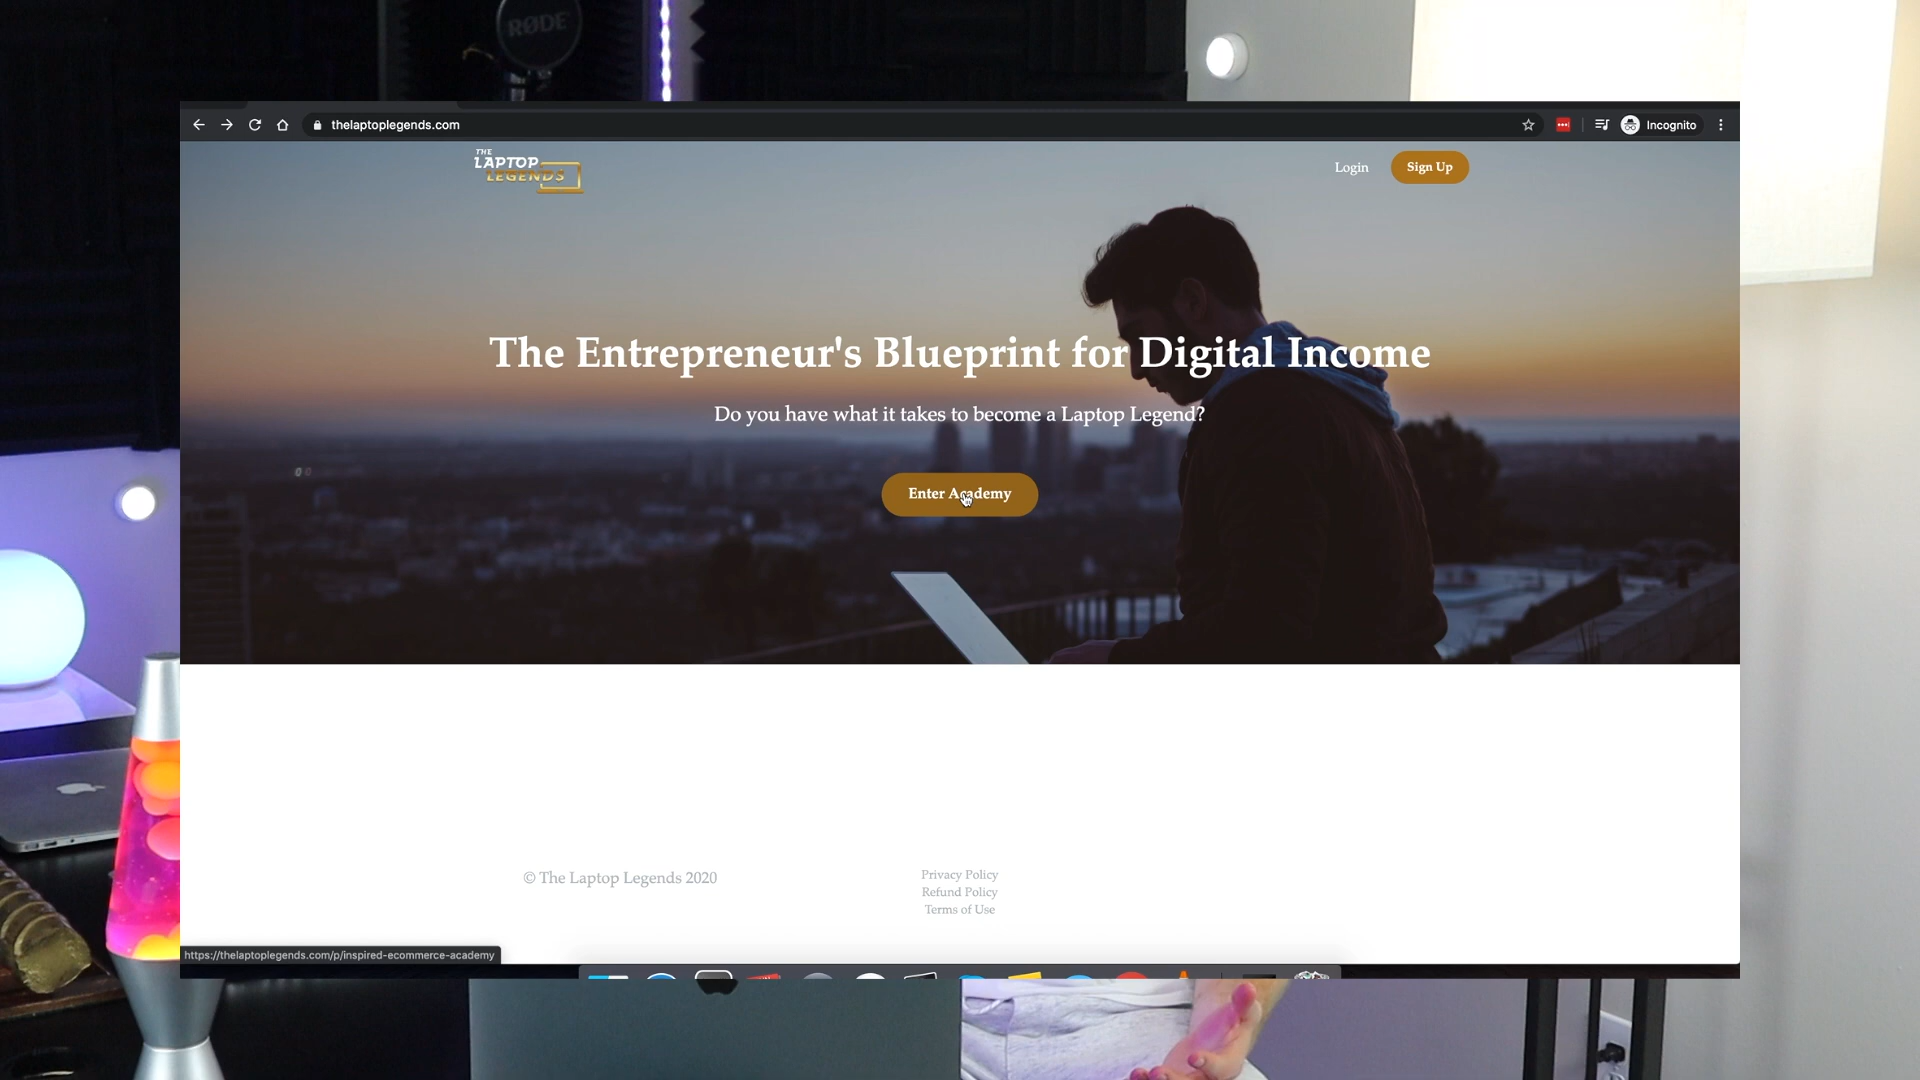 RØDE
thelaptoplegends.com
Incognito
THE
LAPTOP
LEGENDS
Login
Sign Up
The Entrepreneur's Blueprint for Digital Income
Do you have what it takes to become a Laptop Legend?
Enter Academy
© The Laptop Legends 2020
Privacy Policy
Refund Policy
Terms of Use
https://thelaptoplegends.com/p/inspired-ecommerce-academy